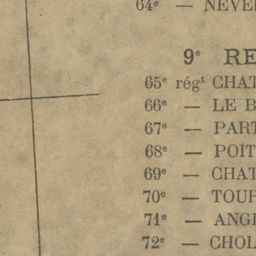 64ᵉ — NEVE
9ᵉ RE
65ᵉ régᵗ CHAT
66ᵉ — LE B
67ᵉ — PART
68ᵉ — POIT
69ᵉ — CHAT
70ᵉ — TOUR
71ᵉ — ANGE
72ᵉ — CHOL